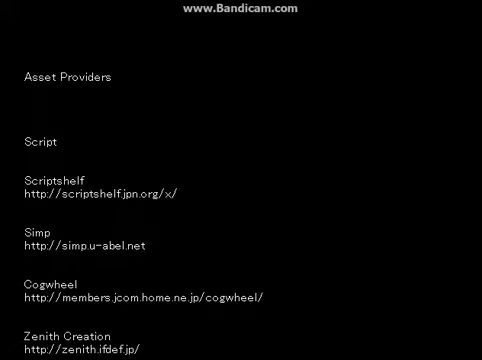 www.Bandicam.com
Asset Providers
Script
Scriptshelf
http://scriptshelf.jpn.org/x/
Simp
http://simp.u-abel.net
Cogwheel
http://members.jcom.home.ne.jp/cogwheel/
Zenith Creation
http://zenith.ifdef.jp/